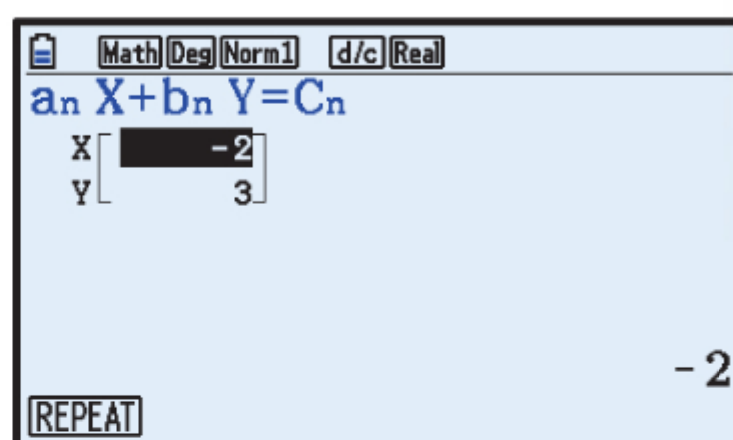 Math Deg Norm1 d/c Real
an X+bn Y=Cn
X -2
Y 3
-2
REPEAT